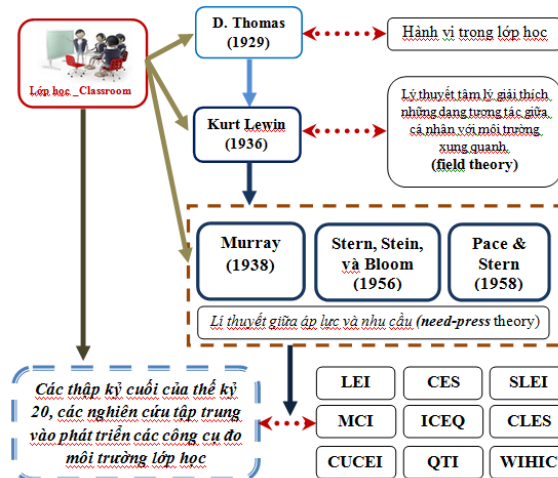 D. Thomas
(1929)
Hành vi trong lớp học
Lớp học _Classroom
Kurt Lewin
(1936)
Lý thuyết tâm lý giải thích
những dạng tương tác giữa
cá nhân với môi trường
xung quanh
(field theory)
Murray
(1938)
Stern, Stein,
và Bloom
(1956)
Pace &
Stern
(1958)
Lí thuyết giữa áp lực và nhu cầu (need-press theory)
Các thập kỷ cuối của thế kỷ
20, các nghiên cứu tập trung
vào phát triển các công cụ đo
môi trường lớp học
LEI
CES
SLEI
MCI
ICEQ
CLES
CUCEI
QTI
WIHIC